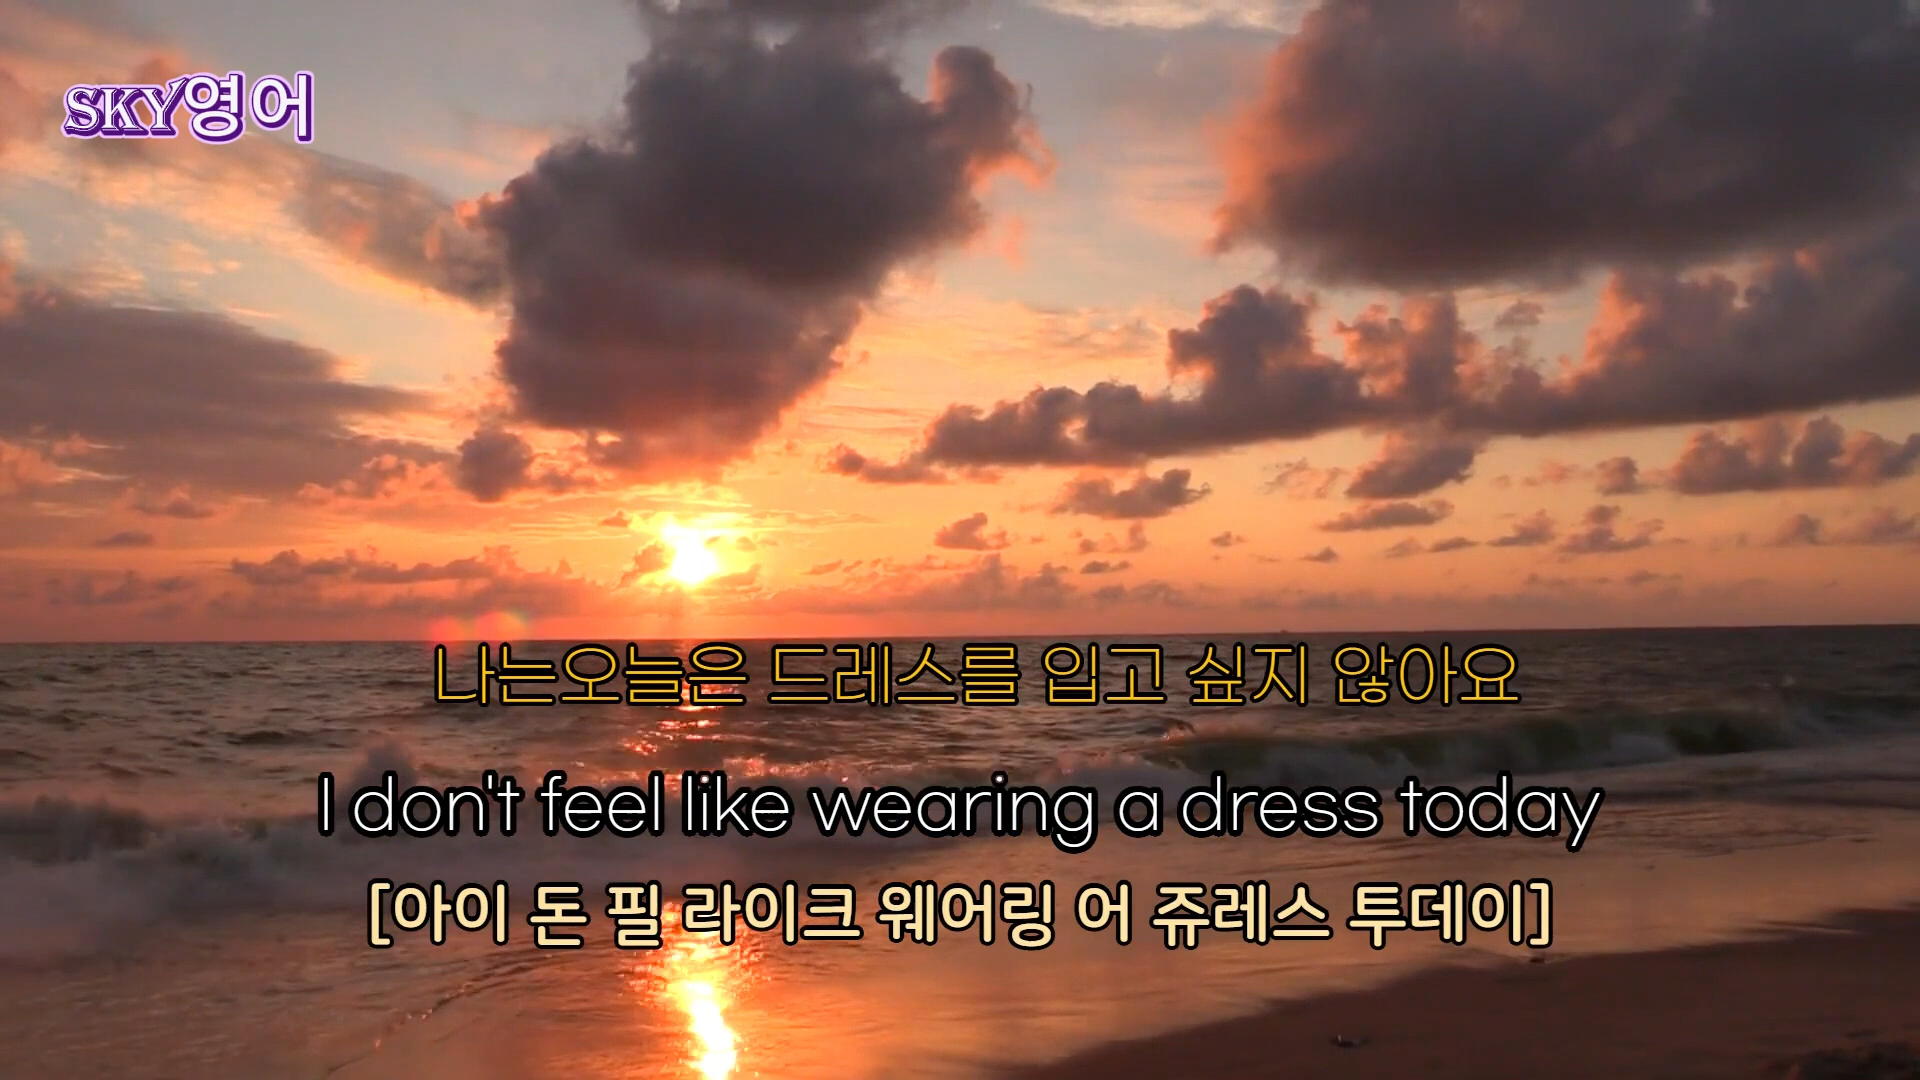 SKY영어
나는오늘은 드레스를 입고 싶지 않아요
I don't feel like wearing a dress today
[아이 돈 필 라이크 웨어링 어 쥬레스 투데이]